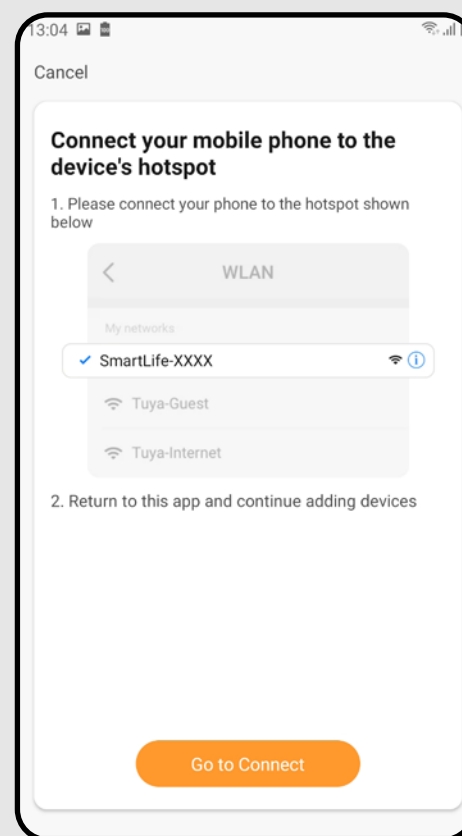 13:04
Cancel
Connect your mobile phone to the
device's hotspot
1. Please connect your phone to the hotspot shown
below
WLAN
My networks
SmartLife-XXXX
Tuya-Guest
Tuya-Internet
2. Return to this app and continue adding devices
Go to Connect